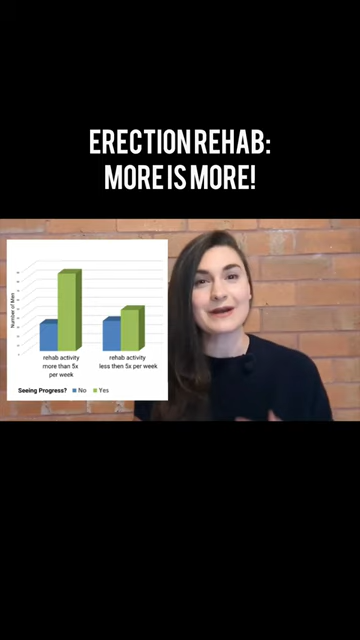 ERECTION REHAB:
MORE IS MORE!
Number of Men
rehab activity
more than 5x
per week
rehab activity
less then 5x per week
Seeing Progress? No Yes